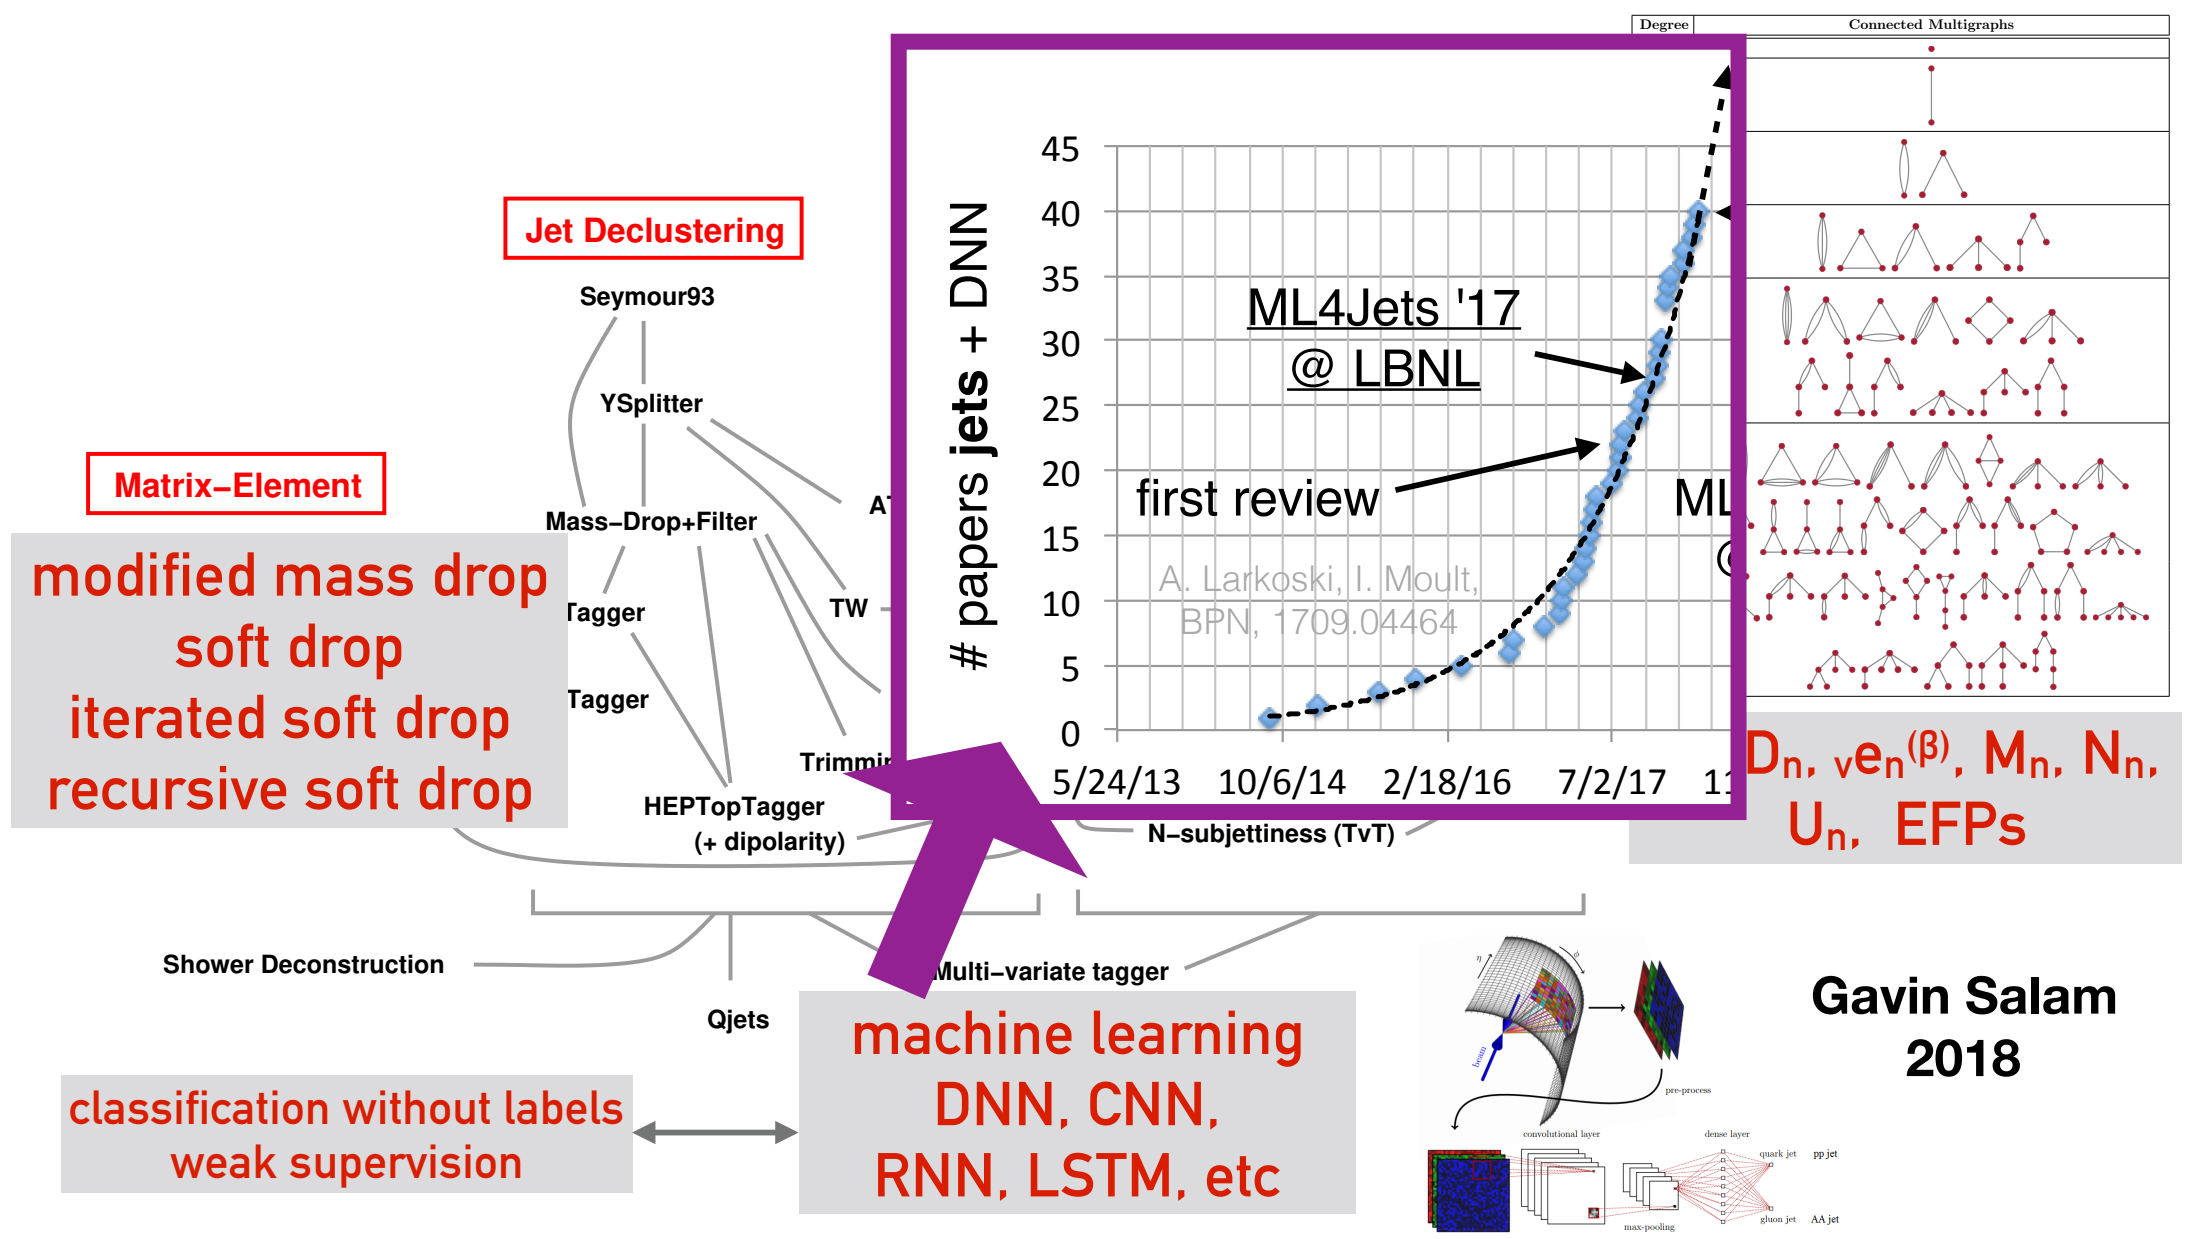 Degree
Connected Multigraphs
Jet Declustering
Seymour93
YSplitter
Matrix–Element
Mass–Drop+Filter
modified mass drop
soft drop
iterated soft drop
recursive soft drop
Tagger
Tagger
TW
HEPTopTagger
(+ dipolarity)
N–subjettiness (TvT)
# papers jets + DNN
45
40
35
30
25
20
15
10
5
0
5/24/13
10/6/14
2/18/16
7/2/17
ML4Jets '17
@ LBNL
first review
A. Larkoski, I. Moult,
BPN, 1709.04464
Dn, ven(β), Mn, Nn,
Un, EFPs
Shower Deconstruction
Multi–variate tagger
Qjets
machine learning
DNN, CNN,
RNN, LSTM, etc
classification without labels
weak supervision
Gavin Salam
2018
η
ϕ
beam
pre-process
convolutional layer
dense layer
quark jet
pp jet
max-pooling
gluon jet
AA jet